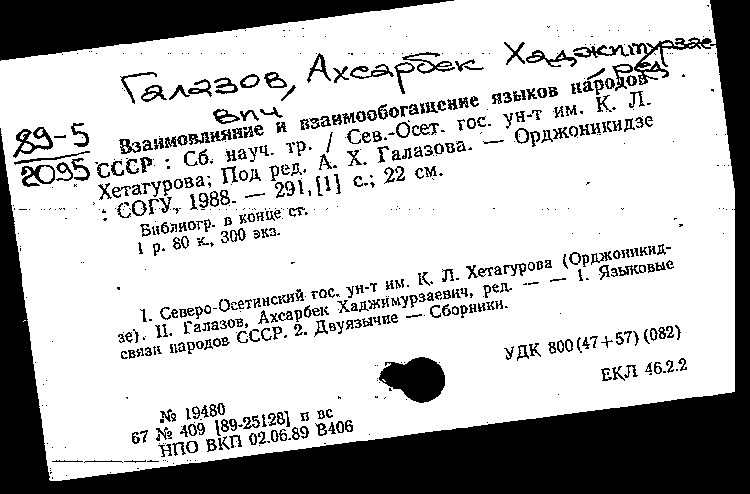 Галазов, Ахсарбек Хаджимурзае
впч
ред
89-5
2095
Взаимовлияние и взаимообогащение языков народов
СССР : Сб. науч. тр. / Сев.-Осет. гос. ун-т им. К. Л.
Хетагурова; Под ред. А. Х. Галазова. — Орджоникидзе
: СОГУ, 1988. — 291, [1] с.; 22 см.
Библиогр. в конце ст.
1 р. 80 к., 300 экз.
I. Северо-Осетинский гос. ун-т им. К. Л. Хетагурова (Орджоникид-
зе). II. Галазов, Ахсарбек Хаджимурзаевич, ред. — — 1. Языковые
связи народов СССР. 2. Двуязычие — Сборники.
УДК 800(47+57)(082)
ЕКЛ 46.2.2
№ 19480
67 № 409 [89-25128] п вс
НПО ВКП 02.06.89 В406